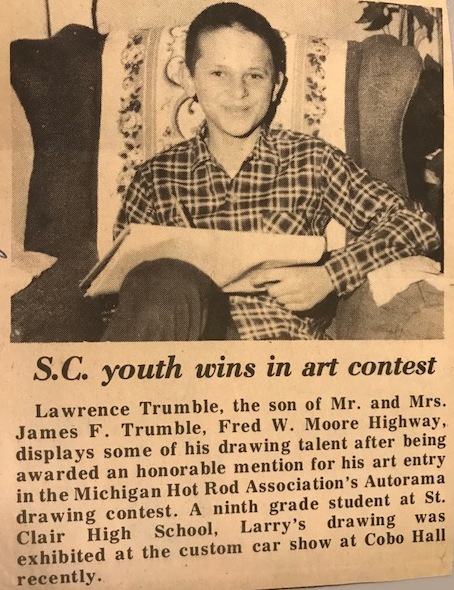 S.C. youth wins in art contest
Lawrence Trumble, the son of Mr. and Mrs.
James F. Trumble, Fred W. Moore Highway,
displays some of his drawing talent after being
awarded an honorable mention for his art entry
in the Michigan Hot Rod Association's Autorama
drawing contest. A ninth grade student at St.
Clair High School, Larry's drawing was
exhibited at the custom car show at Cobo Hall
recently.